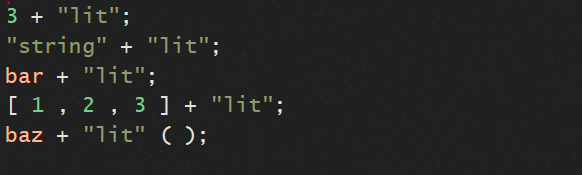 3 + "lit";
"string" + "lit";
bar + "lit";
[ 1 , 2 , 3 ] + "lit";
baz + "lit" ( );